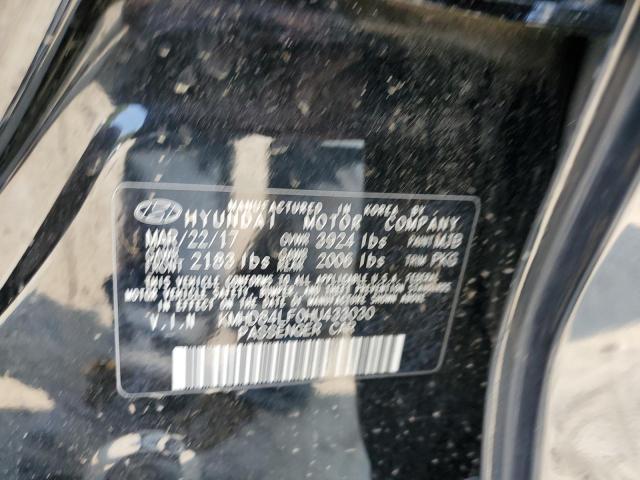 MANUFACTURED IN KOREA BY
HYUNDAI MOTOR COMPANY
MAR/22/17 GVWR 3924 lbs PAINT MJB
GAWR FRONT 2183 lbs GAWR REAR 2006 lbs TRIM PKG
THIS VEHICLE CONFORMS TO ALL APPLICABLE U.S. FEDERAL
MOTOR VEHICLE SAFETY, BUMPER, AND THEFT PREVENTION STANDARDS
IN EFFECT ON THE DATE OF MANUFACTURE SHOWN ABOVE.
V.I.N KMHD84LF0HU433030
PASSENGER CAR